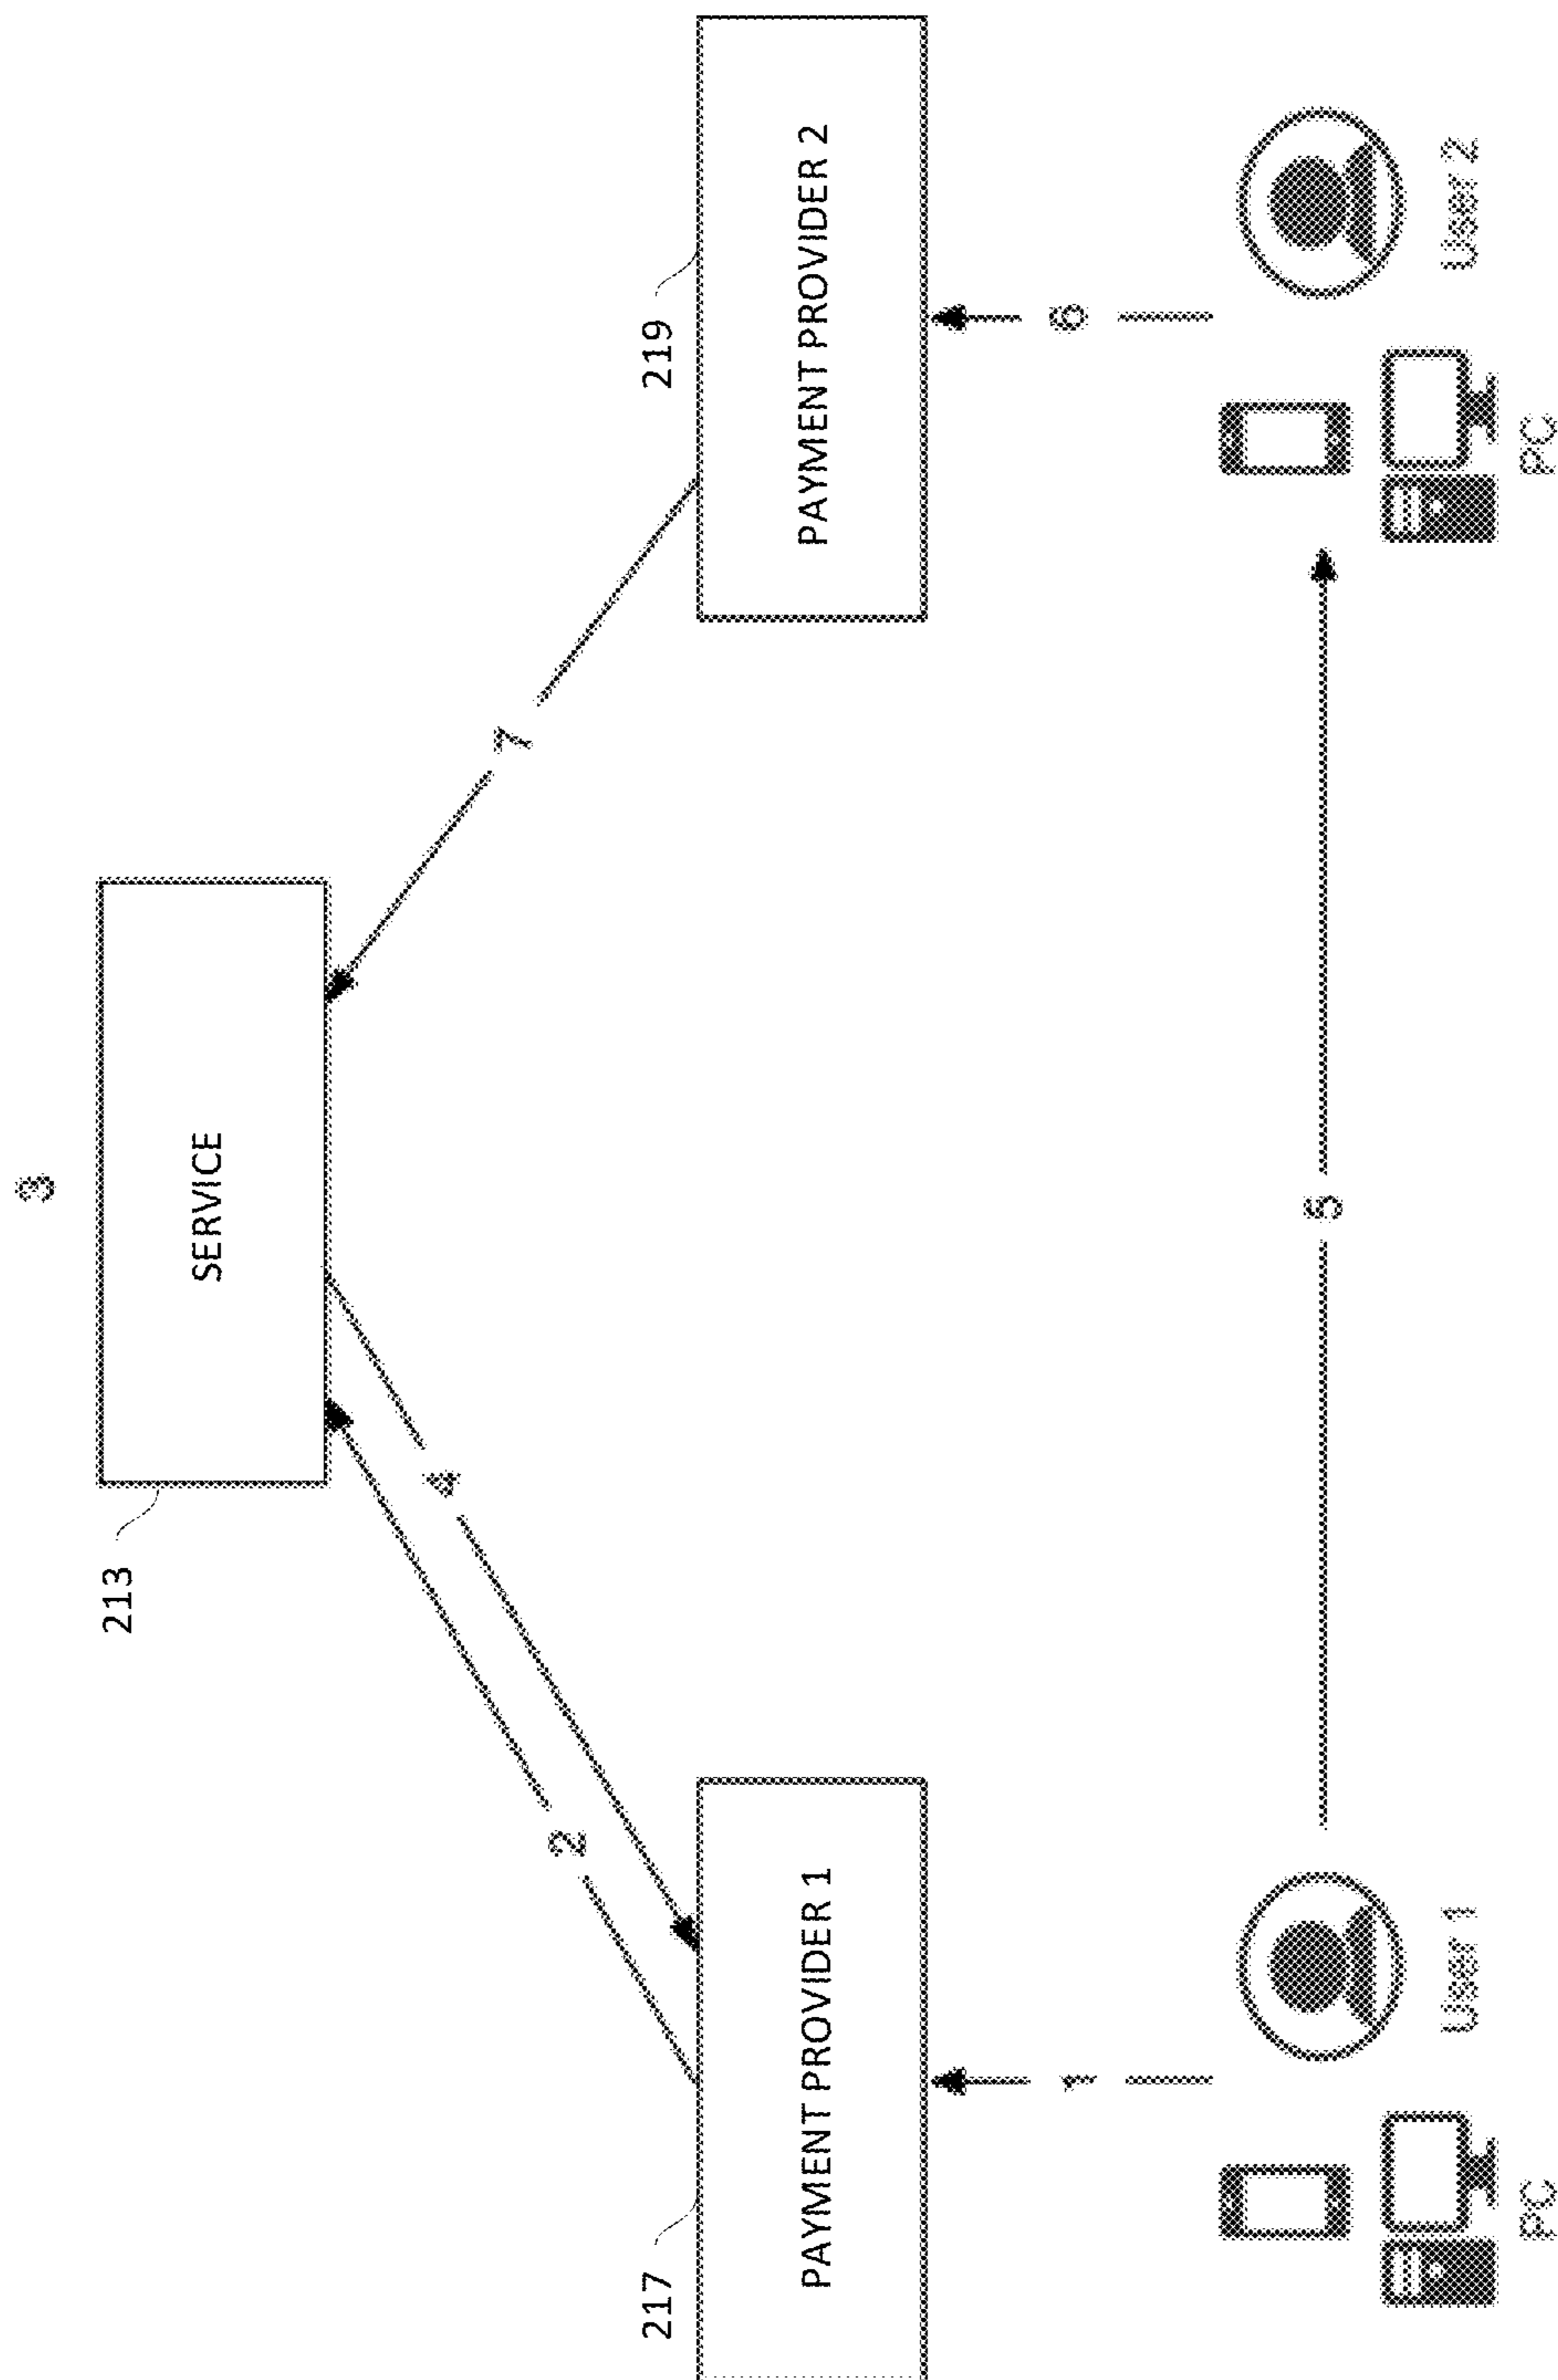 3
SERVICE
213
2
4
7
217
PAYMENT PROVIDER 1
219
PAYMENT PROVIDER 2
1
6
5
User 1
PC
User 2
PC